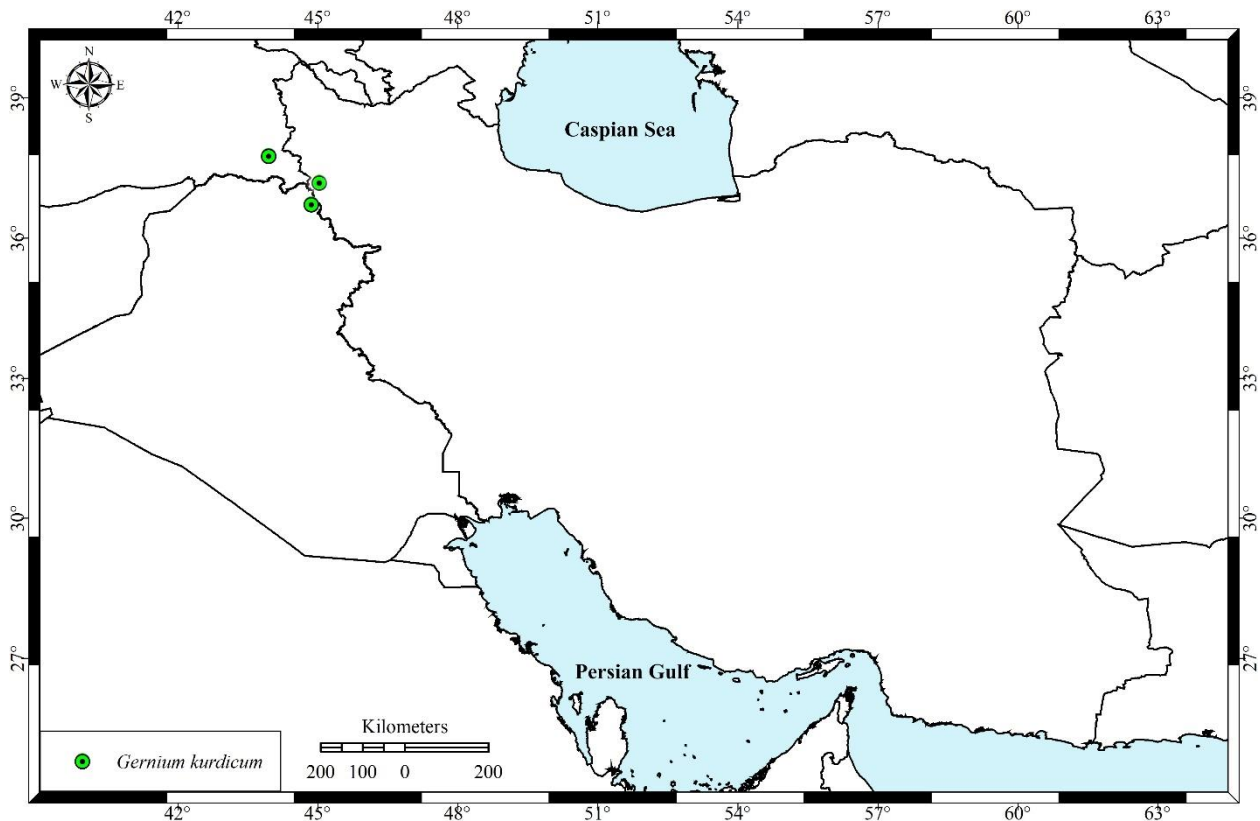 42° 45° 48° 51° 54° 57° 60° 63°
N
W E
S
39° 39°
Caspian Sea
36° 36°
33° 33°
30° 30°
27° 27°
Persian Gulf
Kilometers
200 100 0 200
Gernium kurdicum
42° 45° 48° 51° 54° 57° 60° 63°